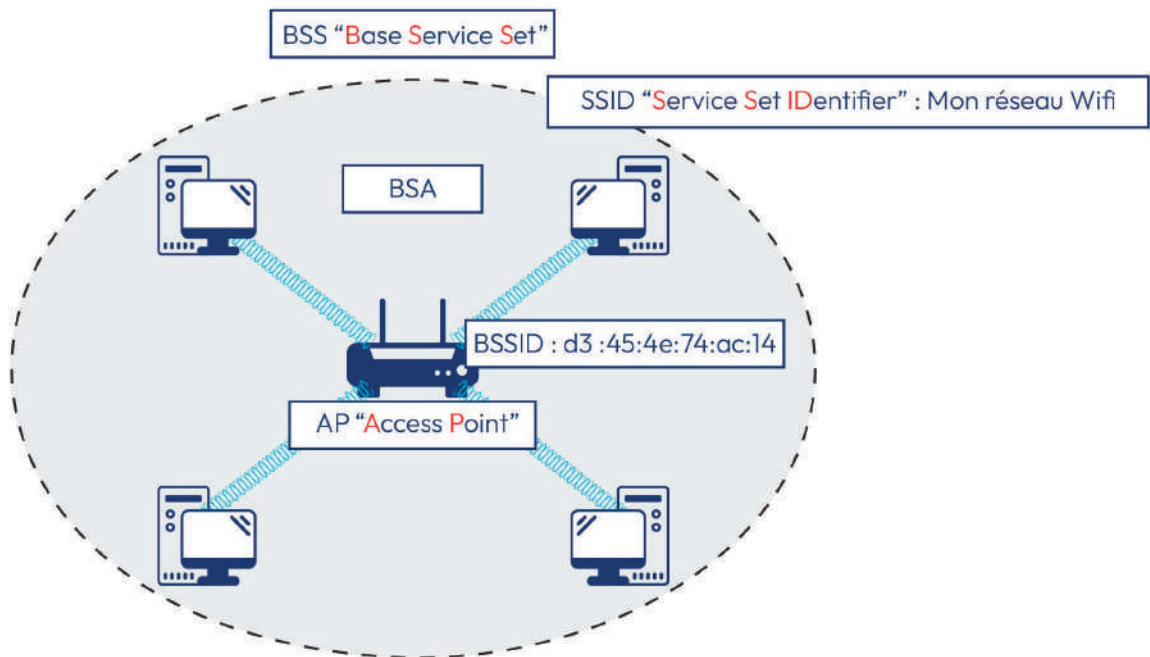 BSS “Base Service Set”
SSID “Service Set IDentifier” : Mon réseau Wifi
BSA
BSSID : d3 :45:4e:74:ac:14
AP “Access Point”